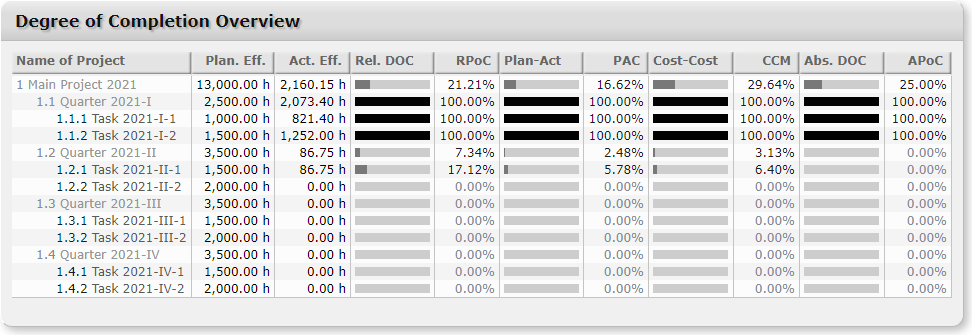 Degree of Completion Overview
Name of Project Plan. Eff. Act. Eff. Rel. DOC RPoC Plan-Act PAC Cost-Cost CCM Abs. DOC APoC
1 Main Project 2021 13,000.00 h 2,160.15 h 21.21% 16.62% 29.64% 25.00%
1.1 Quarter 2021-I 2,500.00 h 2,073.40 h 100.00% 100.00% 100.00% 100.00%
1.1.1 Task 2021-I-1 1,000.00 h 821.40 h 100.00% 100.00% 100.00% 100.00%
1.1.2 Task 2021-I-2 1,500.00 h 1,252.00 h 100.00% 100.00% 100.00% 100.00%
1.2 Quarter 2021-II 3,500.00 h 86.75 h 7.34% 2.48% 3.13% 0.00%
1.2.1 Task 2021-II-1 1,500.00 h 86.75 h 17.12% 5.78% 6.40% 0.00%
1.2.2 Task 2021-II-2 2,000.00 h 0.00 h 0.00% 0.00% 0.00% 0.00%
1.3 Quarter 2021-III 3,500.00 h 0.00 h 0.00% 0.00% 0.00% 0.00%
1.3.1 Task 2021-III-1 1,500.00 h 0.00 h 0.00% 0.00% 0.00% 0.00%
1.3.2 Task 2021-III-2 2,000.00 h 0.00 h 0.00% 0.00% 0.00% 0.00%
1.4 Quarter 2021-IV 3,500.00 h 0.00 h 0.00% 0.00% 0.00% 0.00%
1.4.1 Task 2021-IV-1 1,500.00 h 0.00 h 0.00% 0.00% 0.00% 0.00%
1.4.2 Task 2021-IV-2 2,000.00 h 0.00 h 0.00% 0.00% 0.00% 0.00%